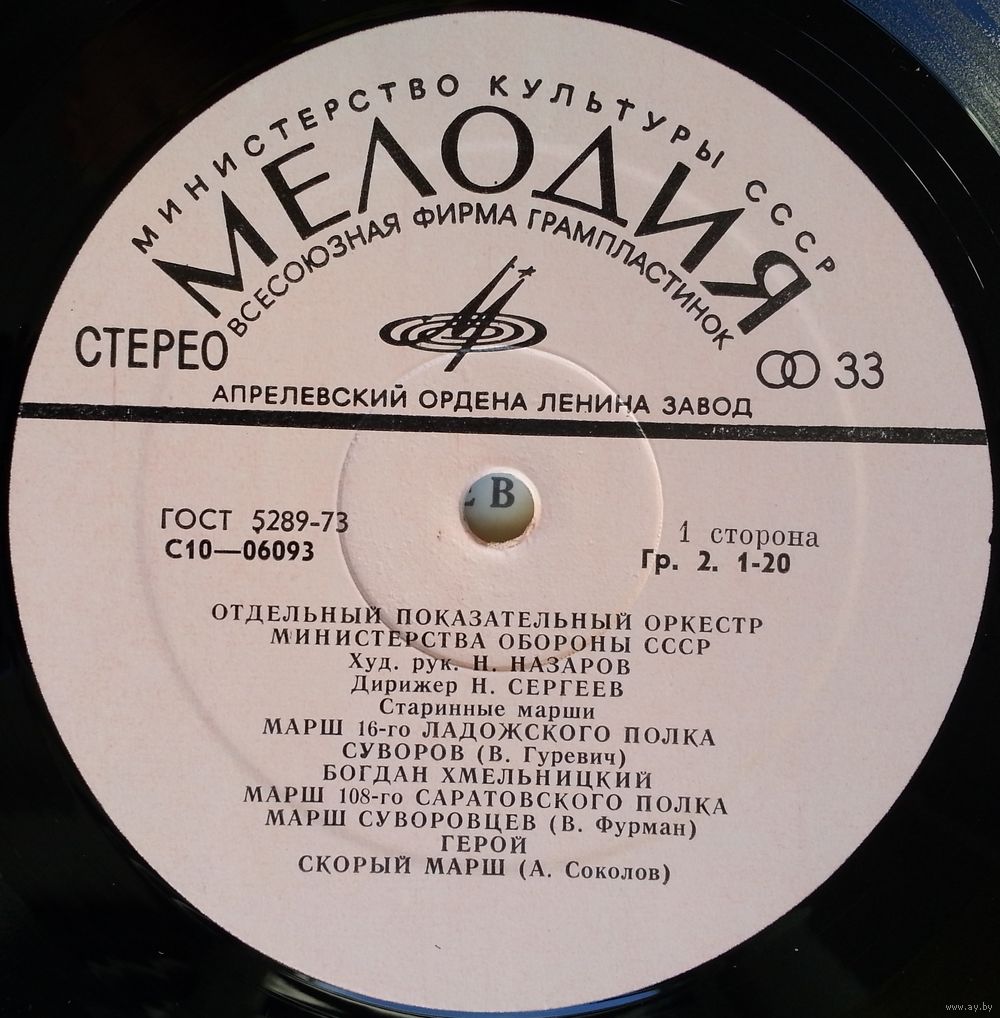 МИНИСТЕРСТВО КУЛЬТУРЫ СССР
МЕЛОДИЯ
ВСЕСОЮЗНАЯ ФИРМА ГРАМПЛАСТИНОК
СТЕРЕО
33
АПРЕЛЕВСКИЙ ОРДЕНА ЛЕНИНА ЗАВОД
В
ГОСТ 5289-73
С10—06093
1 сторона
Гр. 2. 1-20
ОТДЕЛЬНЫЙ ПОКАЗАТЕЛЬНЫЙ ОРКЕСТР
МИНИСТЕРСТВА ОБОРОНЫ СССР
Худ. рук. Н. НАЗАРОВ
Дирижер Н. СЕРГЕЕВ
Старинные марши
МАРШ 16-го ЛАДОЖСКОГО ПОЛКА
СУВОРОВ (В. Гуревич)
БОГДАН ХМЕЛЬНИЦКИЙ
МАРШ 108-го САРАТОВСКОГО ПОЛКА
МАРШ СУВОРОВЦЕВ (В. Фурман)
ГЕРОЙ
СКОРЫЙ МАРШ (А. Соколов)
www.ay.by